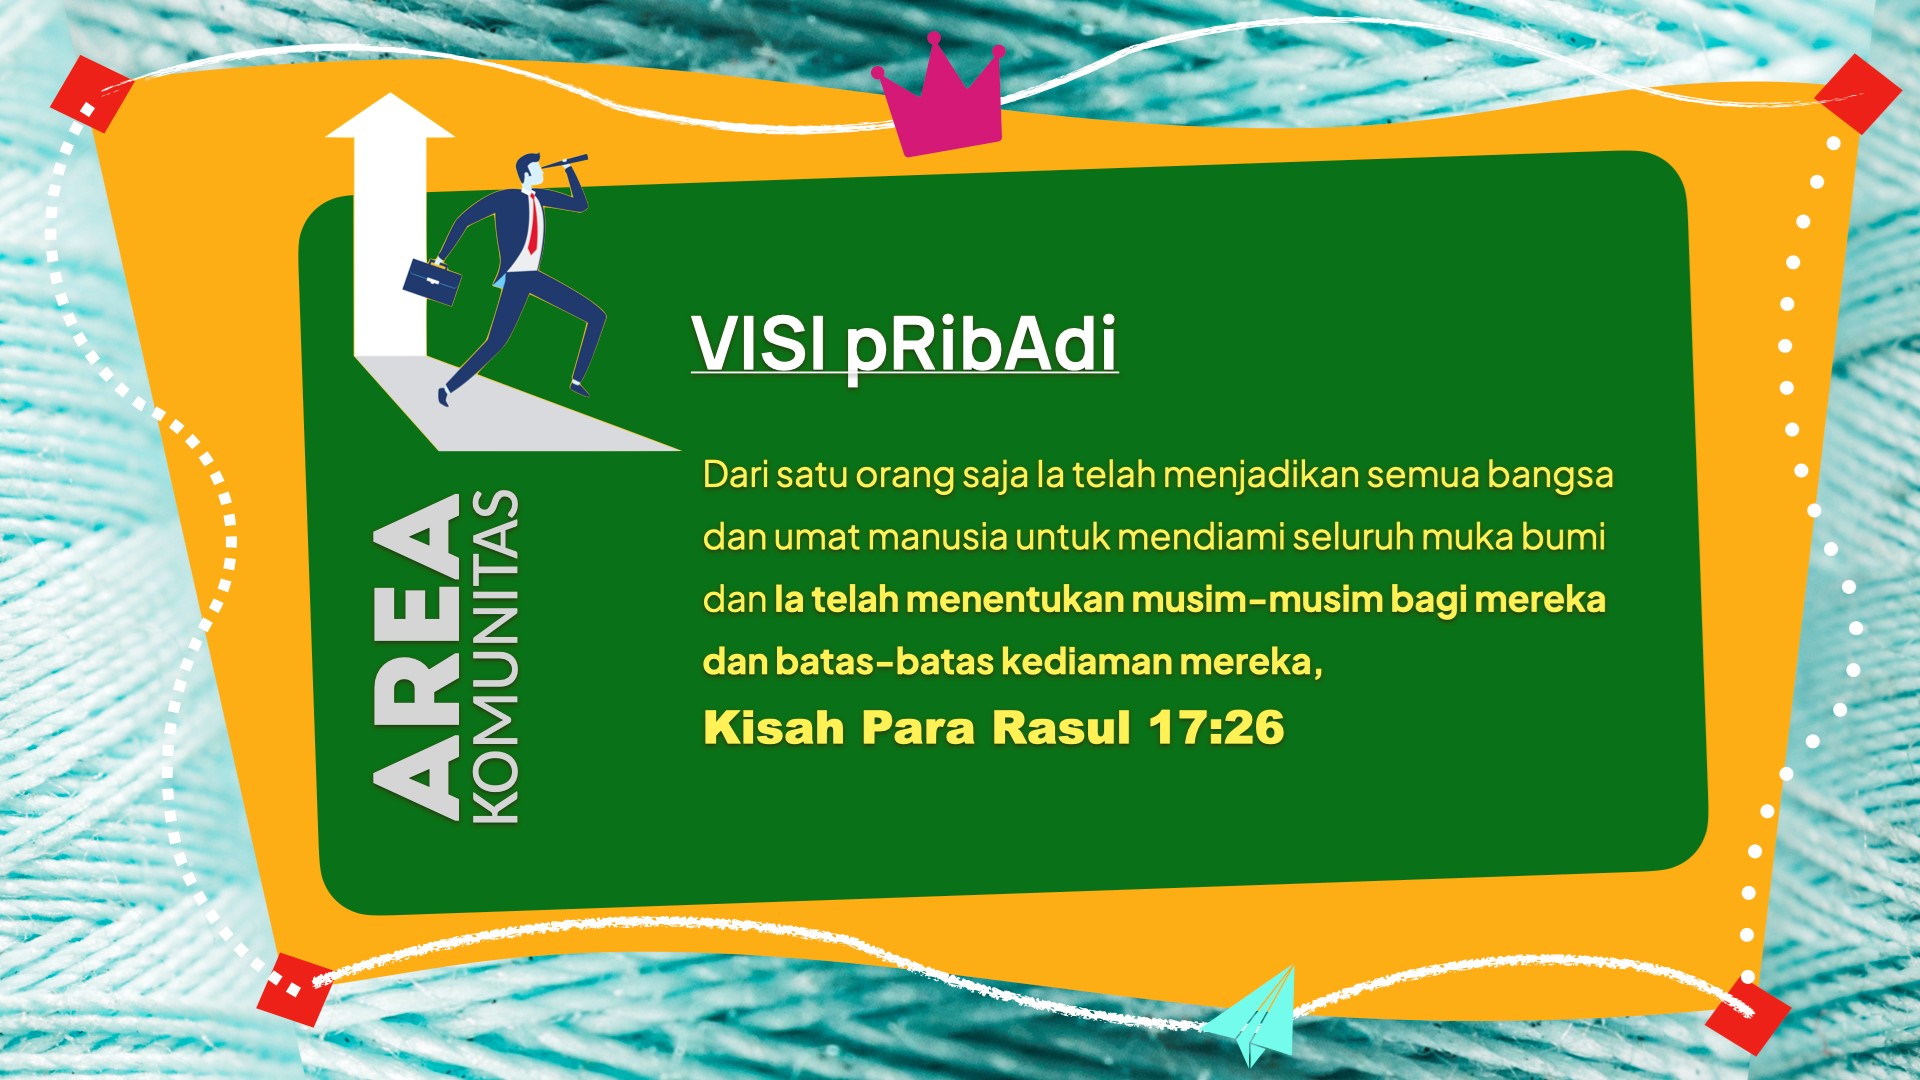 VISI pRibAdi
AREA
KOMUNITAS
Dari satu orang saja Ia telah menjadikan semua bangsa
dan umat manusia untuk mendiami seluruh muka bumi
dan Ia telah menentukan musim-musim bagi mereka
dan batas-batas kediaman mereka,
Kisah Para Rasul 17:26